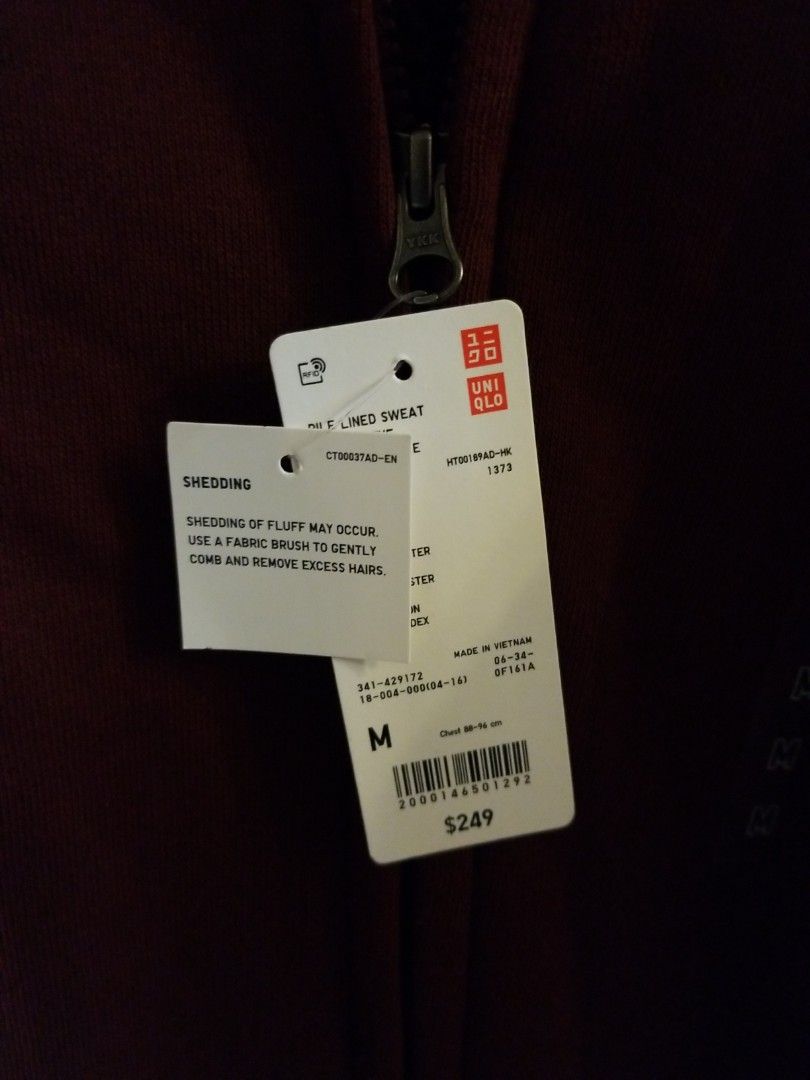 YKK
RFID
ユニ
クロ
UNI
QLO
LINED SWEAT
HT00189AD-HK
1373
CT00037AD-EN
SHEDDING
SHEDDING OF FLUFF MAY OCCUR.
USE A FABRIC BRUSH TO GENTLY
COMB AND REMOVE EXCESS HAIRS.
MADE IN VIETNAM
341-429172
06-34-
18-004-000(04-16)
0F161A
M
Chest 88-96 cm
2000146501292
$249
M
M
M